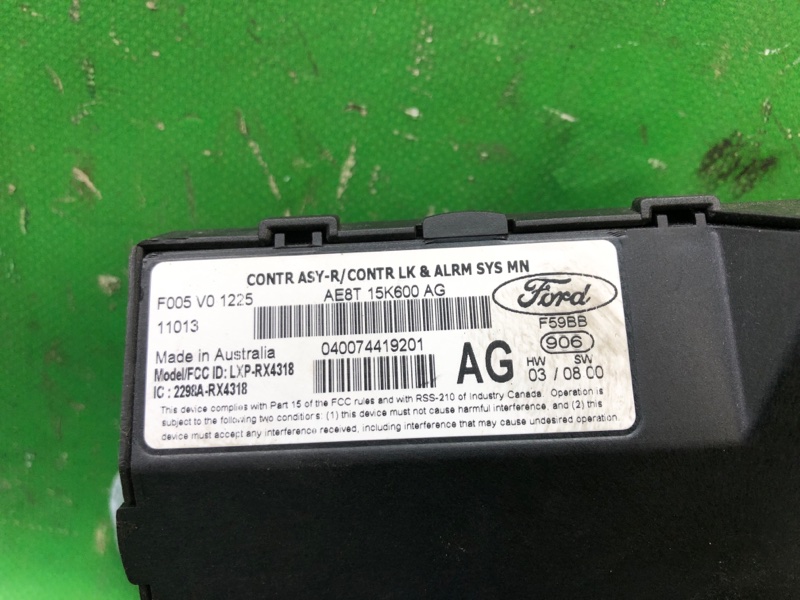 CONTR ASY-R/CONTR LK & ALRM SYS MN
F005 V0 1225
AE8T 15K600 AG
Ford
11013
F59BB
906
Made in Australia
040074419201
AG
HW SW
03 / 08 00
Model/FCC ID: LXP-RX4318
IC : 2298A-RX4318
This device complies with Part 15 of the FCC rules and with RSS-210 of Industry Canada. Operation is
subject to the following two conditiors: (1) this device must not cause harmful interference, and (2) this
device must accept any interference received, including interference that may cause undesired operation.